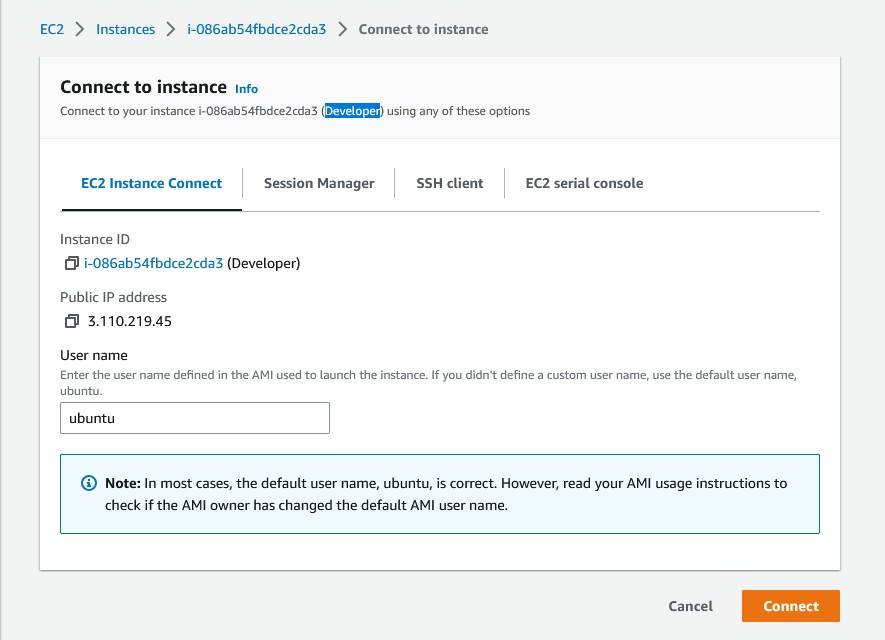 EC2 > Instances > i-086ab54fbdce2cda3 > Connect to instance
Connect to instance Info
Connect to your instance i-086ab54fbdce2cda3 (Developer) using any of these options
EC2 Instance Connect Session Manager SSH client EC2 serial console
Instance ID
i-086ab54fbdce2cda3 (Developer)
Public IP address
3.110.219.45
User name
Enter the user name defined in the AMI used to launch the instance. If you didn't define a custom user name, use the default user name,
ubuntu.
ubuntu
Note: In most cases, the default user name, ubuntu, is correct. However, read your AMI usage instructions to
check if the AMI owner has changed the default AMI user name.
Cancel Connect